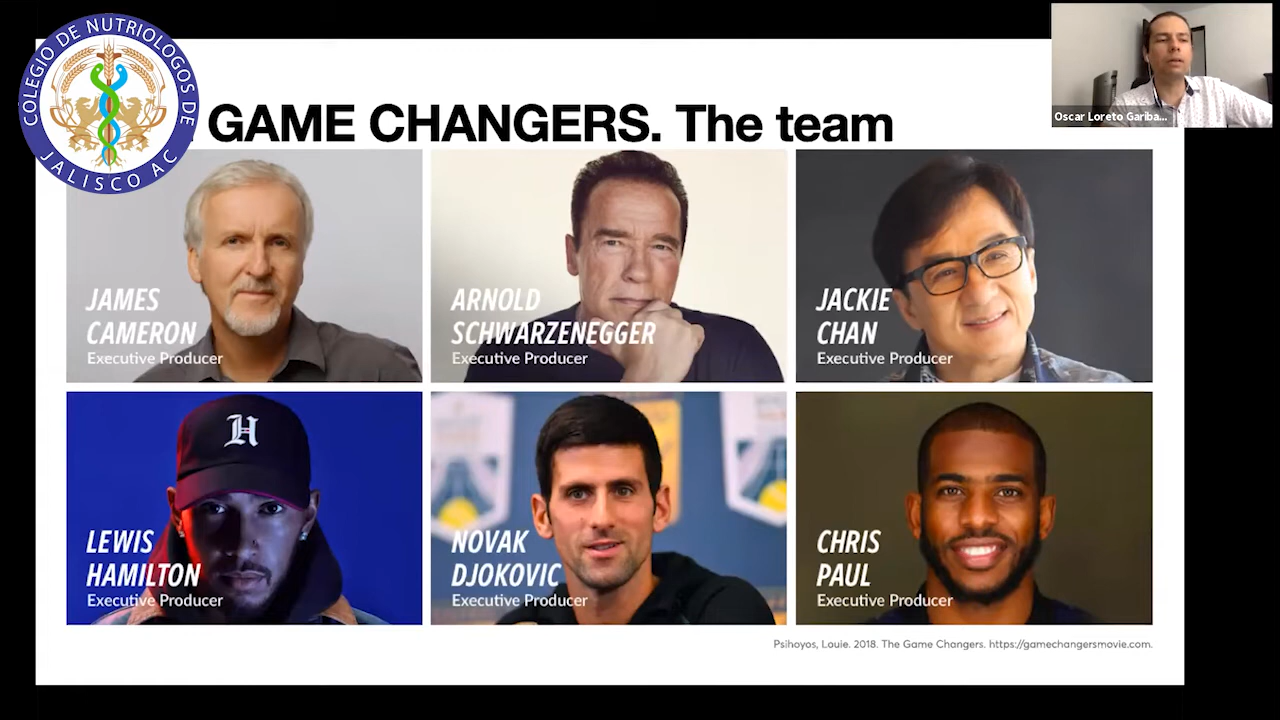 COLEGIO DE NUTRIOLOGOS DE
JALISCO AC
GAME CHANGERS. The team
Oscar Loreto Gariba...
JAMES
CAMERON
Executive Producer
ARNOLD
SCHWARZENEGGER
Executive Producer
JACKIE
CHAN
Executive Producer
H
LEWIS
HAMILTON
Executive Producer
NOVAK
DJOKOVIC
Executive Producer
CHRIS
PAUL
Executive Producer
Psihoyos, Louie. 2018. The Game Changers. https://gamechangersmovie.com.